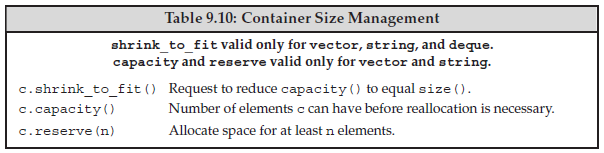 Table 9.10: Container Size Management
shrink_to_fit valid only for vector, string, and deque.
capacity and reserve valid only for vector and string.
c.shrink_to_fit() Request to reduce capacity() to equal size().
c.capacity() Number of elements c can have before reallocation is necessary.
c.reserve(n) Allocate space for at least n elements.